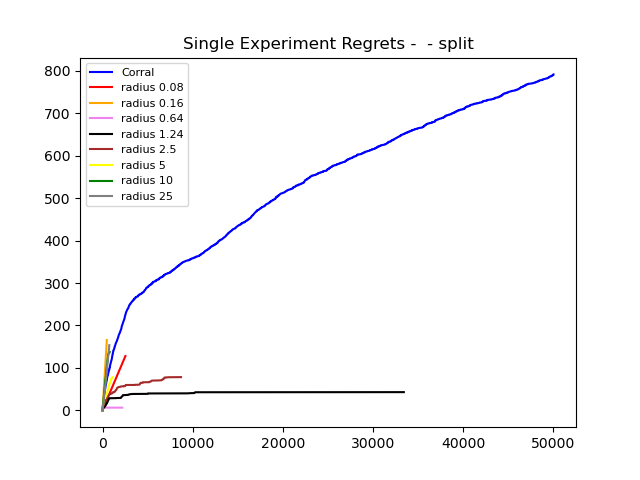 Single Experiment Regrets -  - split
800
700
600
500
400
300
200
100
0
Corral
radius 0.08
radius 0.16
radius 0.64
radius 1.24
radius 2.5
radius 5
radius 10
radius 25
0 10000 20000 30000 40000 50000